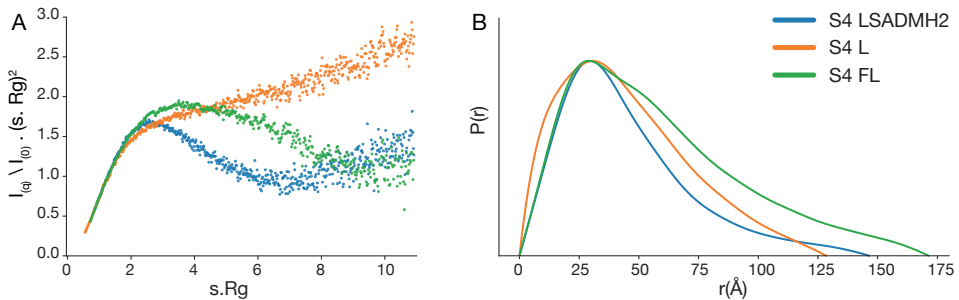 A
I(q) \ I(0) . (s. Rg)²
3.0
2.5
2.0
1.5
1.0
0.5
0.0
0 2 4 6 8 10
s.Rg
B
S4 LSADMH2
S4 L
S4 FL
P(r)
0 25 50 75 100 125 150 175
r(Å)